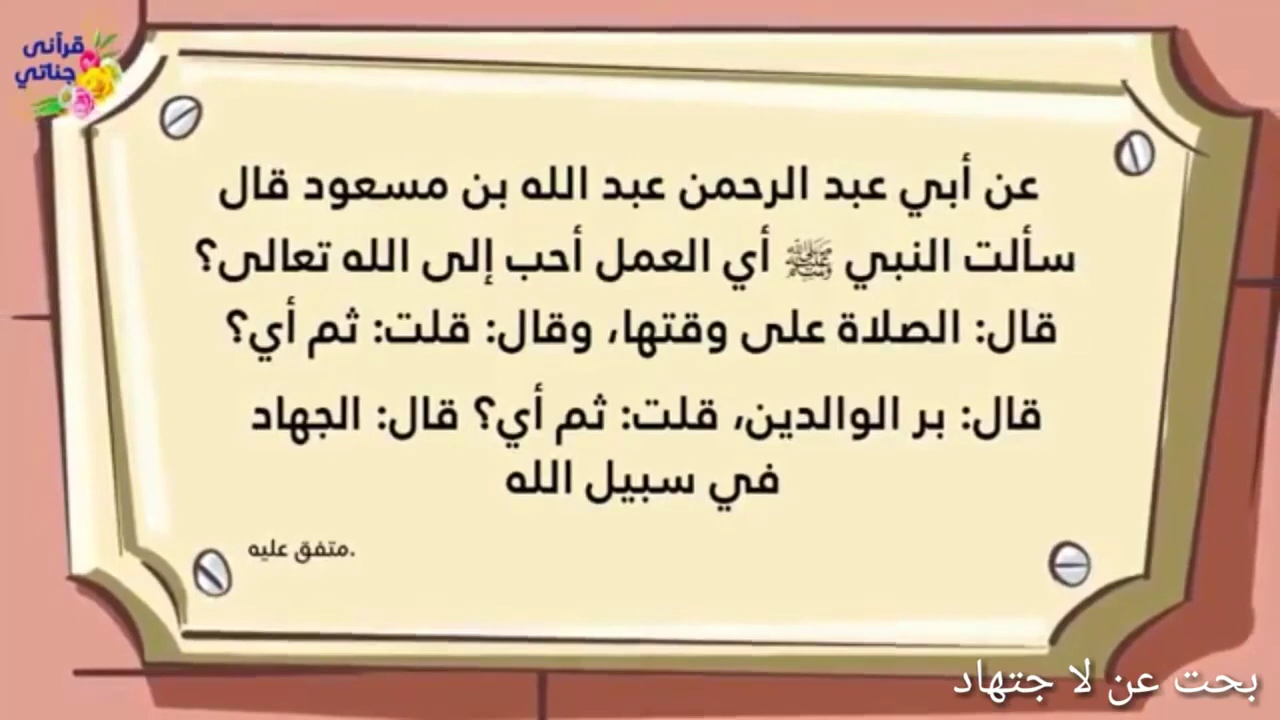 قرآنى
جناتي
عن أبي عبد الرحمن عبد الله بن مسعود قال
سألت النبي ﷺ أي العمل أحب إلى الله تعالى؟
قال: الصلاة على وقتها، وقال: قلت: ثم أي؟
قال: بر الوالدين، قلت: ثم أي؟ قال: الجهاد
في سبيل الله
.متفق عليه
بحت عن لا جتهاد